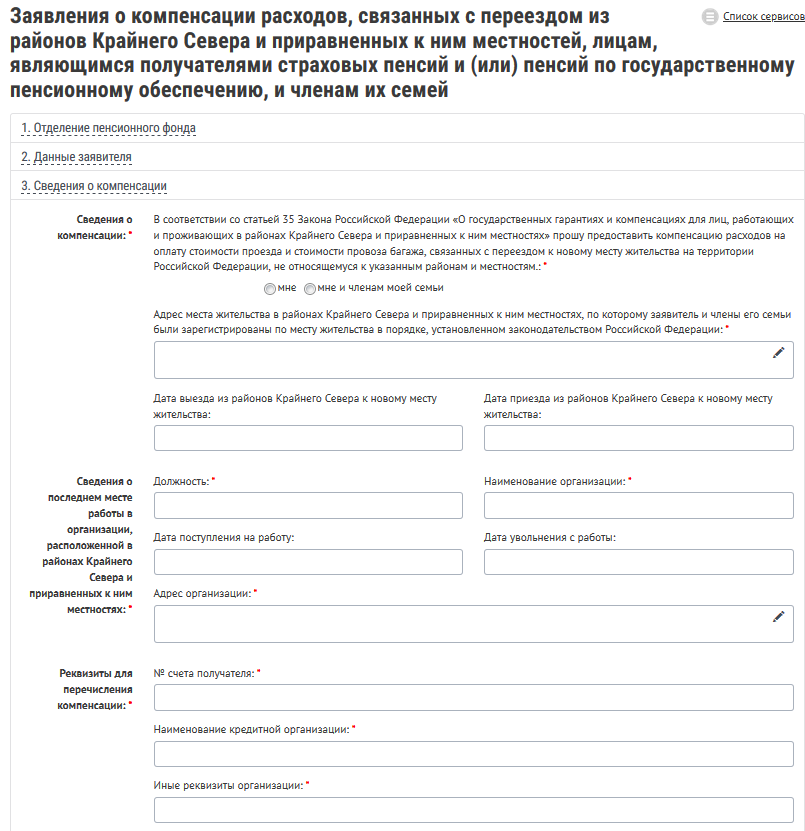 Заявления о компенсации расходов, связанных с переездом из
районов Крайнего Севера и приравненных к ним местностей, лицам,
являющимся получателями страховых пенсий и (или) пенсий по государственному
пенсионному обеспечению, и членам их семей
Список сервисов
1. Отделение пенсионного фонда
2. Данные заявителя
3. Сведения о компенсации
Сведения о
компенсации: *
В соответствии со статьей 35 Закона Российской Федерации «О государственных гарантиях и компенсациях для лиц, работающих
и проживающих в районах Крайнего Севера и приравненных к ним местностях» прошу предоставить компенсацию расходов на
оплату стоимости проезда и стоимости провоза багажа, связанных с переездом к новому месту жительства на территории
Российской Федерации, не относящемуся к указанным районам и местностям.: *
мне мне и членам моей семьи
Адрес места жительства в районах Крайнего Севера и приравненных к ним местностях, по которому заявитель и члены его семьи
были зарегистрированы по месту жительства в порядке, установленном законодательством Российской Федерации: *
Дата выезда из районов Крайнего Севера к новому месту
жительства:
Дата приезда из районов Крайнего Севера к новому месту
жительства:
Сведения о
последнем месте
работы в
организации,
расположенной в
районах Крайнего
Севера и
приравненных к ним
местностях: *
Должность: *
Наименование организации: *
Дата поступления на работу:
Дата увольнения с работы:
Адрес организации: *
Реквизиты для
перечисления
компенсации: *
№ счета получателя: *
Наименование кредитной организации: *
Иные реквизиты организации: *